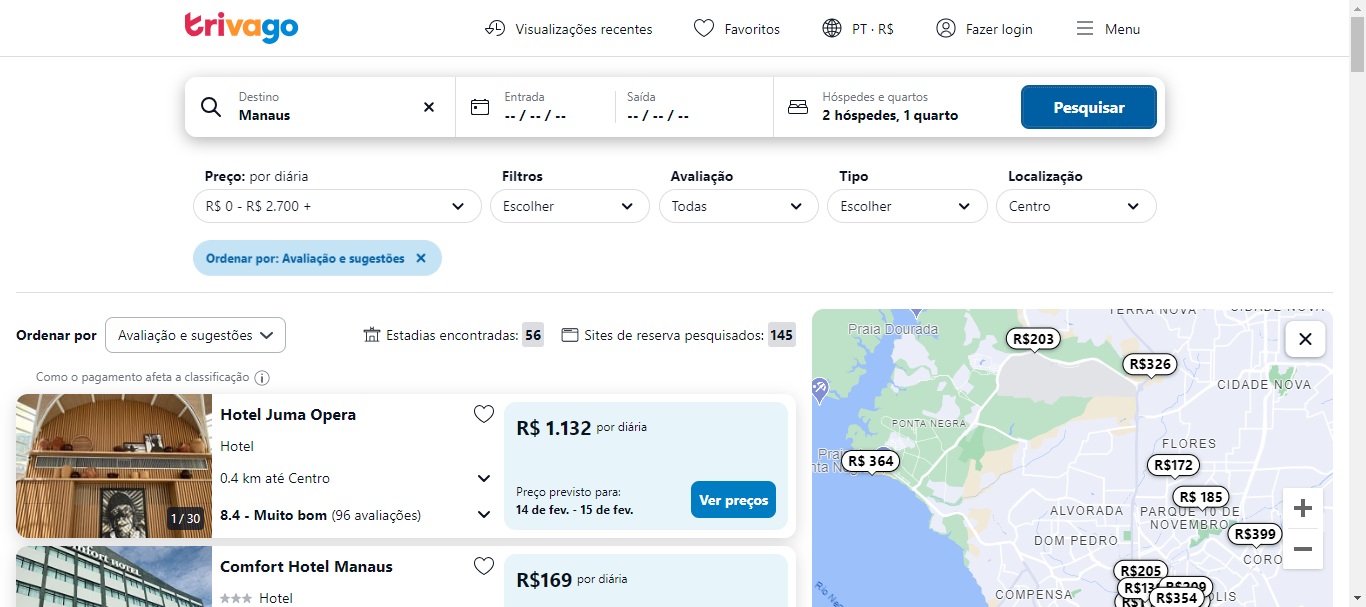 trivago
Visualizações recentes
Favoritos
PT · R$
Fazer login
Menu
Destino
Manaus
Entrada
-- / -- / --
Saída
-- / -- / --
Hóspedes e quartos
2 hóspedes, 1 quarto
Pesquisar
Preço: por diária
R$ 0 - R$ 2.700 +
Filtros
Escolher
Avaliação
Todas
Tipo
Escolher
Localização
Centro
Ordenar por: Avaliação e sugestões
Ordenar por
Avaliação e sugestões
Estadias encontradas: 56
Sites de reserva pesquisados: 145
Como o pagamento afeta a classificação
1 / 30
Hotel Juma Opera
Hotel
0.4 km até Centro
8.4 - Muito bom (96 avaliações)
R$ 1.132 por diária
Preço previsto para:
14 de fev. - 15 de fev.
Ver preços
COMFORT HOTEL
Comfort Hotel Manaus
Hotel
R$169 por diária
TERRA NOVA
CIDADE NOVA
Praia Dourada
R$203
R$326
CIDADE NOVA
PONTA NEGRA
FLORES
R$ 364
R$172
R$ 185
ALVORADA
PARQUE 10 DE
NOVEMBRO
DOM PEDRO
R$399
R$205
R$354
COMPENSA